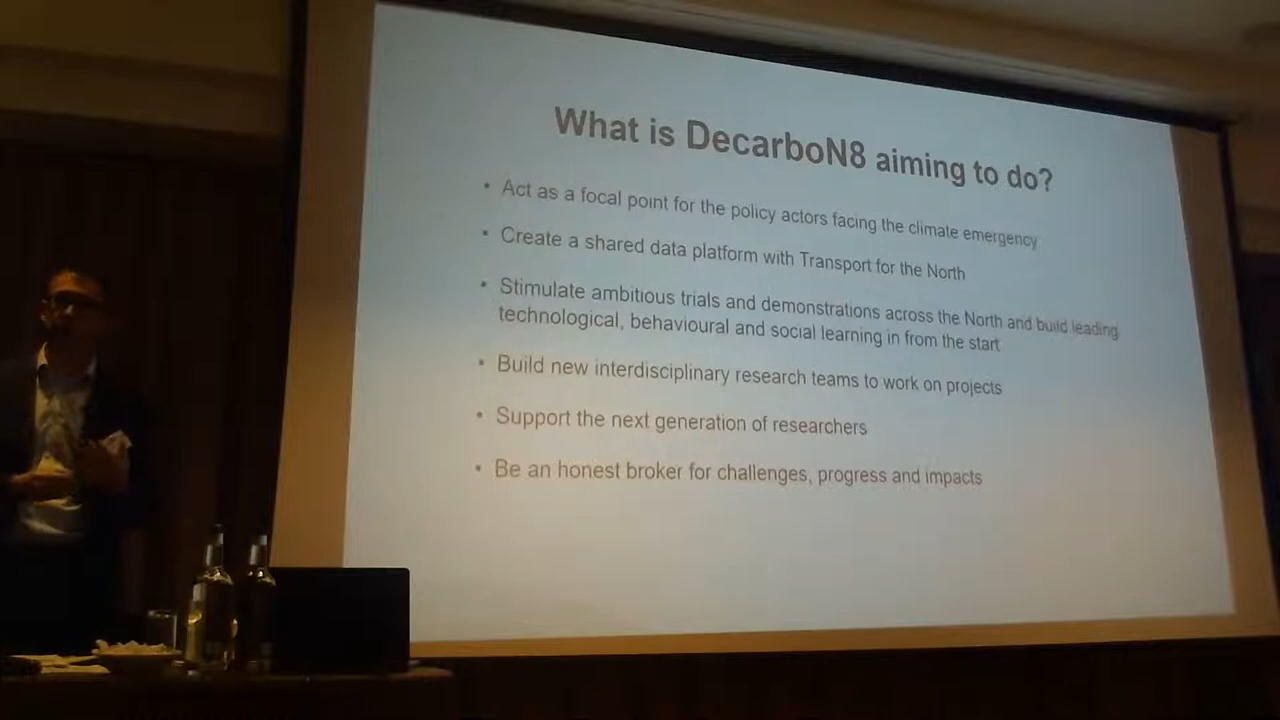 What is DecarboN8 aiming to do?
• Act as a focal point for the policy actors facing the climate emergency
• Create a shared data platform with Transport for the North
• Stimulate ambitious trials and demonstrations across the North and build leading
technological, behavioural and social learning in from the start
• Build new interdisciplinary research teams to work on projects
• Support the next generation of researchers
• Be an honest broker for challenges, progress and impacts